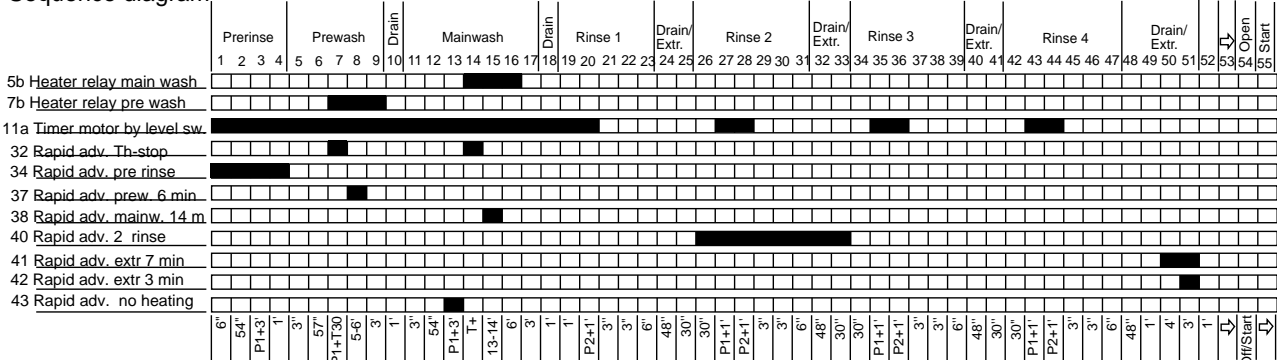 Sequence diagram
Prerinse Prewash Drain Mainwash Drain Rinse 1 Drain/ Extr. Rinse 2 Drain/ Extr. Rinse 3 Drain/ Extr. Rinse 4 Drain/ Extr. ⇨ Open Start
1 2 3 4 5 6 7 8 9 10 11 12 13 14 15 16 17 18 19 20 21 22 23 24 25 26 27 28 29 30 31 32 33 34 35 36 37 38 39 40 41 42 43 44 45 46 47 48 49 50 51 52 53 54 55
5b Heater relay main wash
7b Heater relay pre wash
11a Timer motor by level sw.
32 Rapid adv. Th-stop
34 Rapid adv. pre rinse
37 Rapid adv. prew. 6 min
38 Rapid adv. mainw. 14 m
40 Rapid adv. 2 rinse
41 Rapid adv. extr 7 min
42 Rapid adv. extr 3 min
43 Rapid adv. no heating
6" 54" P1+3' 1' 3" 57" P1+T30 5-6' 3' 1' 3" 54" P1+3' T+ 13-14' 6' 3' 1' 1' P2+1' 3" 3" 6' 48" 30" 30" P1+1' P2+1' 3" 3" 31' 48' 30" 30" P1+1' P2+1' 3" 3" 6" 48" 30" 30" P1+1' P2+1' 3" 3" 6" 48" 1' 4' 3' 1' ⇨ Off/Start ⇨